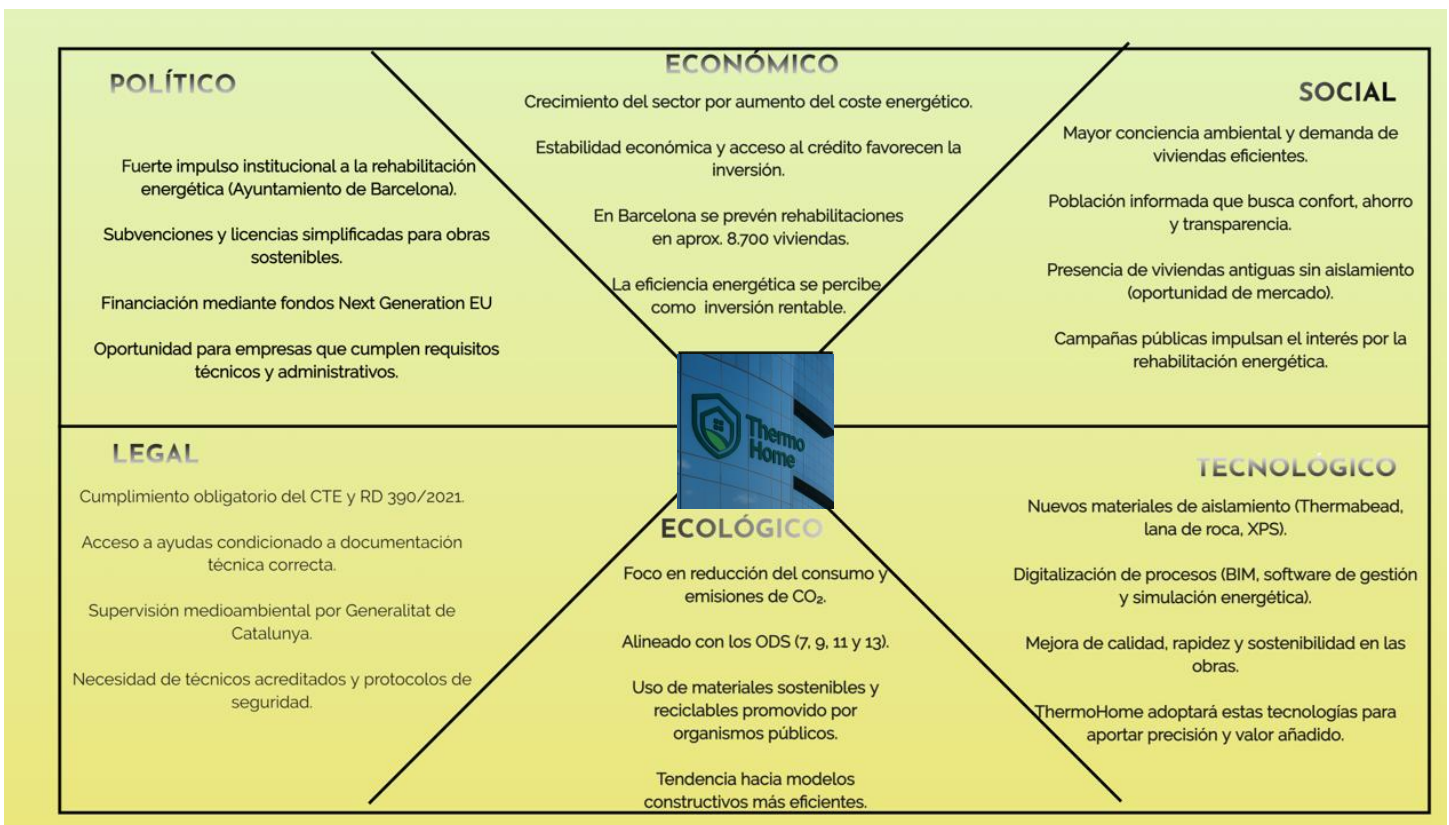 POLÍTICO
Fuerte impulso institucional a la rehabilitación
energética (Ayuntamiento de Barcelona).
Subvenciones y licencias simplificadas para obras
sostenibles.
Financiación mediante fondos Next Generation EU
Oportunidad para empresas que cumplen requisitos
técnicos y administrativos.
ECONÓMICO
Crecimiento del sector por aumento del coste energético.
Estabilidad económica y acceso al crédito favorecen la
inversión.
En Barcelona se prevén rehabilitaciones
en aprox. 8.700 viviendas.
La eficiencia energética se percibe
como inversión rentable.
SOCIAL
Mayor conciencia ambiental y demanda de
viviendas eficientes.
Población informada que busca confort, ahorro
y transparencia.
Presencia de viviendas antiguas sin aislamiento
(oportunidad de mercado).
Campañas públicas impulsan el interés por la
rehabilitación energética.
Thermo
Home
LEGAL
Cumplimiento obligatorio del CTE y RD 390/2021.
Acceso a ayudas condicionado a documentación
técnica correcta.
Supervisión medioambiental por Generalitat de
Catalunya.
Necesidad de técnicos acreditados y protocolos de
seguridad.
ECOLÓGICO
Foco en reducción del consumo y
emisiones de CO₂.
Alineado con los ODS (7, 9, 11 y 13).
Uso de materiales sostenibles y
reciclables promovido por
organismos públicos.
Tendencia hacia modelos
constructivos más eficientes.
TECNOLÓGICO
Nuevos materiales de aislamiento (Thermabead,
lana de roca, XPS).
Digitalización de procesos (BIM, software de gestión
y simulación energética).
Mejora de calidad, rapidez y sostenibilidad en las
obras.
ThermoHome adoptará estas tecnologías para
aportar precisión y valor añadido.